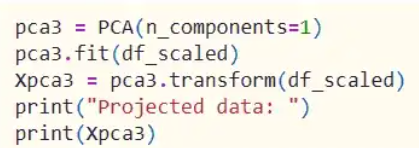 pca3 = PCA(n_components=1)
pca3.fit(df_scaled)
Xpca3 = pca3.transform(df_scaled)
print("Projected data: ")
print(Xpca3)